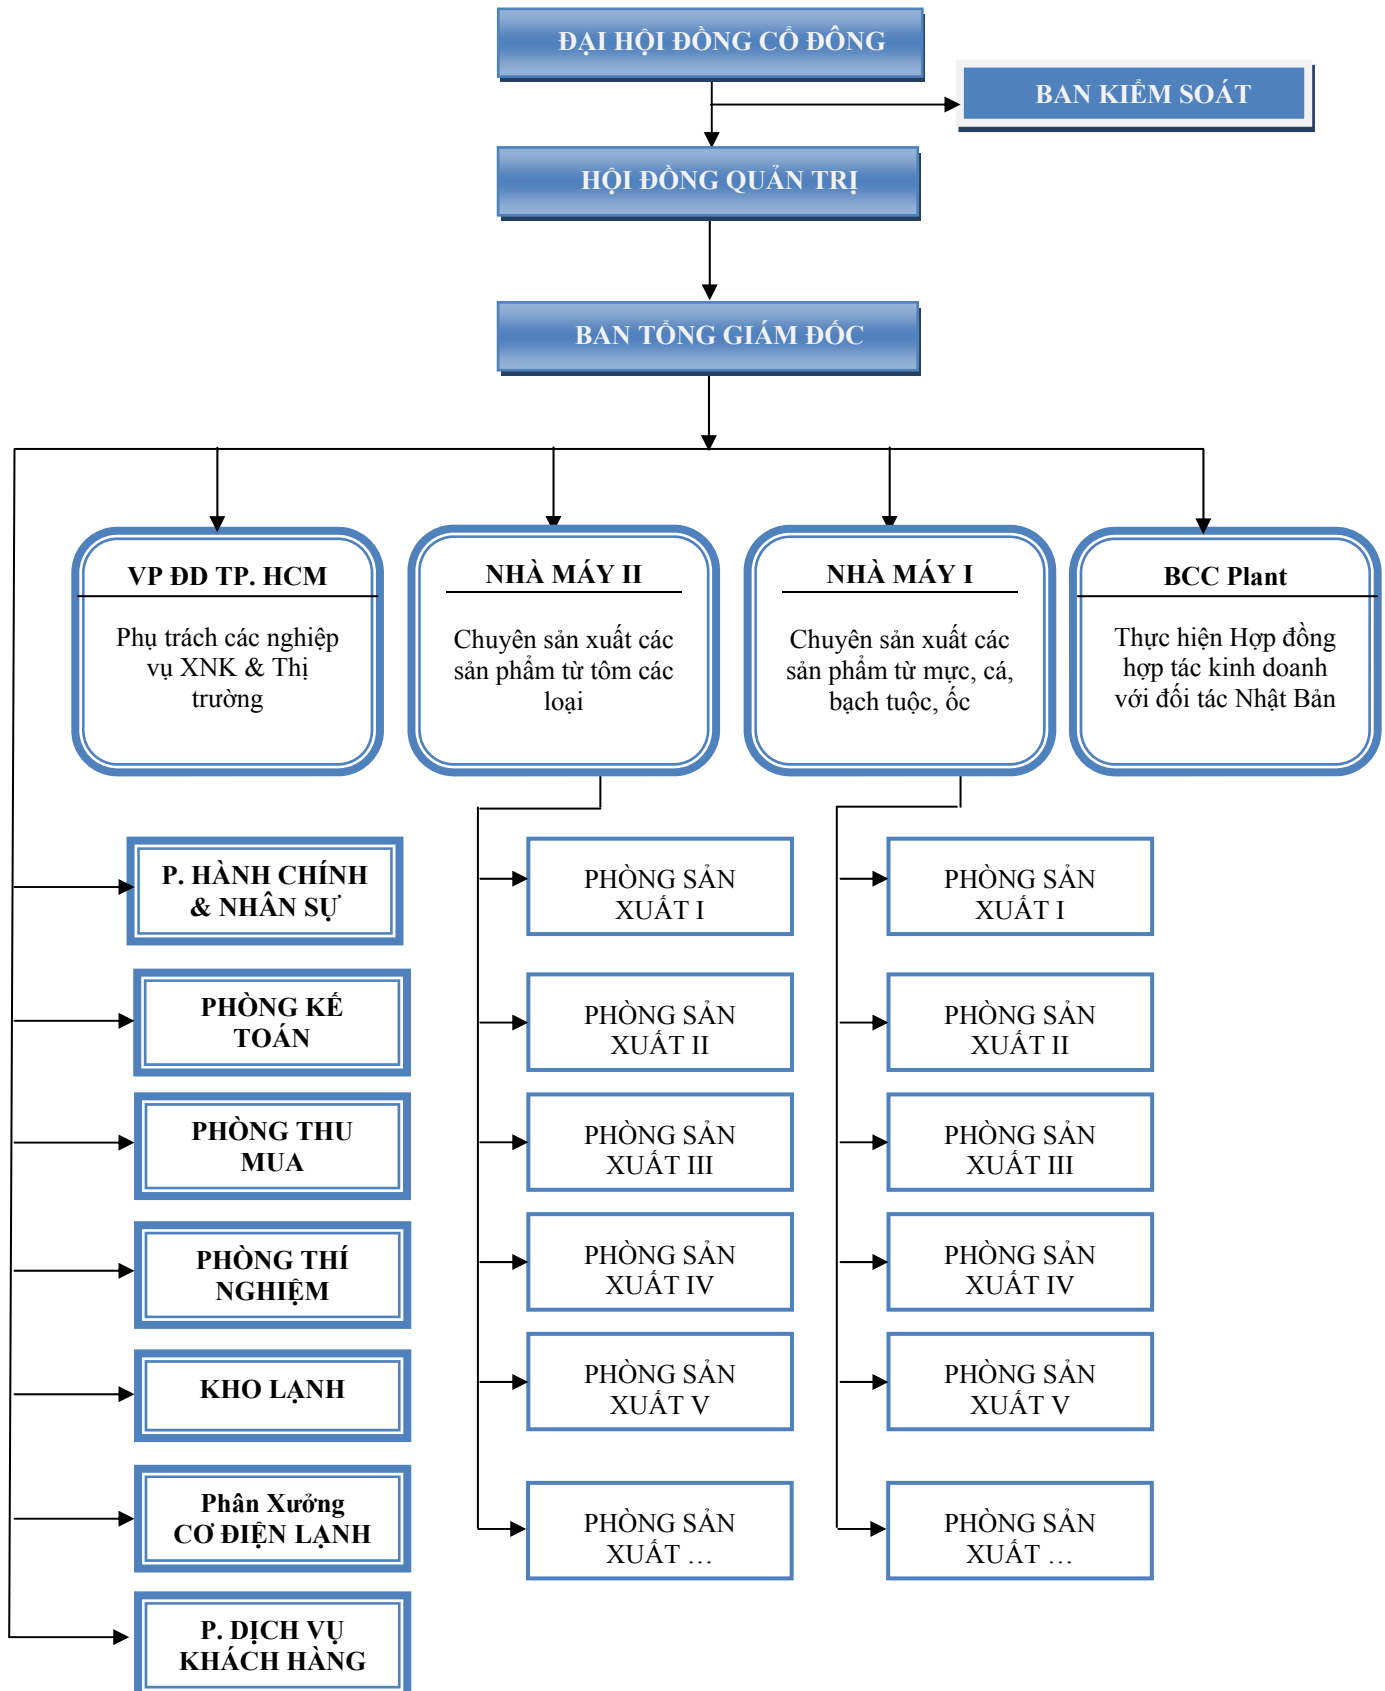 ĐẠI HỘI ĐỒNG CỔ ĐÔNG
BAN KIỂM SOÁT
HỘI ĐỒNG QUẢN TRỊ
BAN TỔNG GIÁM ĐỐC
VP ĐD TP. HCM
Phụ trách các nghiệp
vụ XNK & Thị
trường
NHÀ MÁY II
Chuyên sản xuất các
sản phẩm từ tôm các
loại
NHÀ MÁY I
Chuyên sản xuất các
sản phẩm từ mực, cá,
bạch tuộc, ốc
BCC Plant
Thực hiện Hợp đồng
hợp tác kinh doanh
với đối tác Nhật Bản
P. HÀNH CHÍNH
& NHÂN SỰ
PHÒNG KẾ
TOÁN
PHÒNG THU
MUA
PHÒNG THÍ
NGHIỆM
KHO LẠNH
Phân Xưởng
CƠ ĐIỆN LẠNH
P. DỊCH VỤ
KHÁCH HÀNG
PHÒNG SẢN
XUẤT I
PHÒNG SẢN
XUẤT II
PHÒNG SẢN
XUẤT III
PHÒNG SẢN
XUẤT IV
PHÒNG SẢN
XUẤT V
PHÒNG SẢN
XUẤT …
PHÒNG SẢN
XUẤT I
PHÒNG SẢN
XUẤT II
PHÒNG SẢN
XUẤT III
PHÒNG SẢN
XUẤT IV
PHÒNG SẢN
XUẤT V
PHÒNG SẢN
XUẤT …